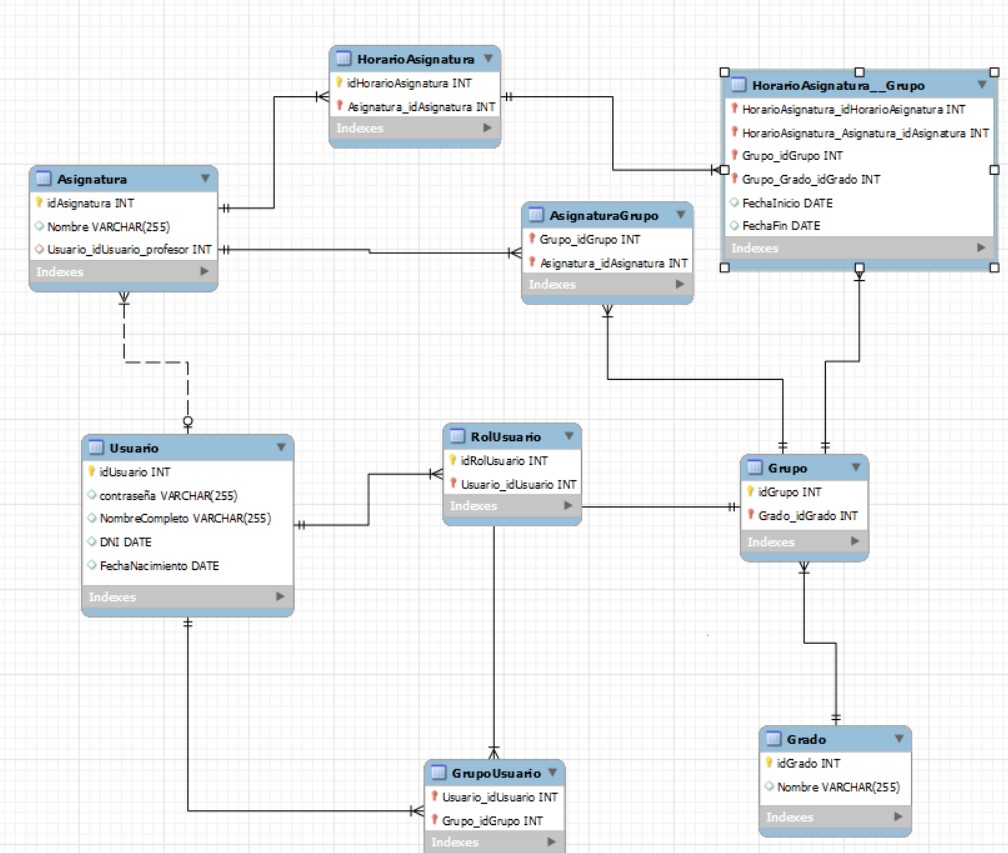 HorarioAsignatura
idHorarioAsignatura INT
Asignatura_idAsignatura INT
Indexes
HorarioAsignatura__Grupo
HorarioAsignatura_idHorarioAsignatura INT
HorarioAsignatura_Asignatura_idAsignatura INT
Grupo_idGrupo INT
Grupo_Grado_idGrado INT
FechaInicio DATE
FechaFin DATE
Indexes
Asignatura
idAsignatura INT
Nombre VARCHAR(255)
Usuario_idUsuario_profesor INT
Indexes
AsignaturaGrupo
Grupo_idGrupo INT
Asignatura_idAsignatura INT
Indexes
Usuario
idUsuario INT
contraseña VARCHAR(255)
NombreCompleto VARCHAR(255)
DNI DATE
FechaNacimiento DATE
Indexes
RolUsuario
idRolUsuario INT
Usuario_idUsuario INT
Indexes
Grupo
idGrupo INT
Grado_idGrado INT
Indexes
Grado
idGrado INT
Nombre VARCHAR(255)
Indexes
GrupoUsuario
Usuario_idUsuario INT
Grupo_idGrupo INT
Indexes